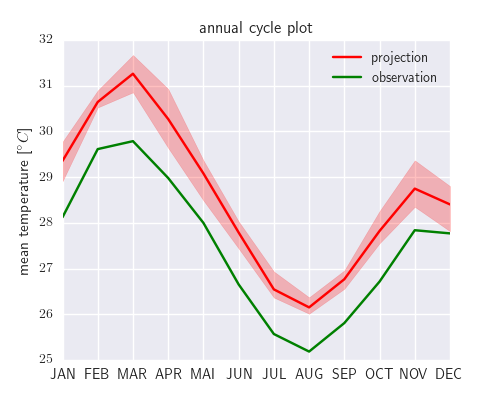 annual cycle plot
32
31
30
29
28
27
26
25
mean temperature [°C]
projection
observation
JAN FEB MAR APR MAI JUN JUL AUG SEP OCT NOV DEC